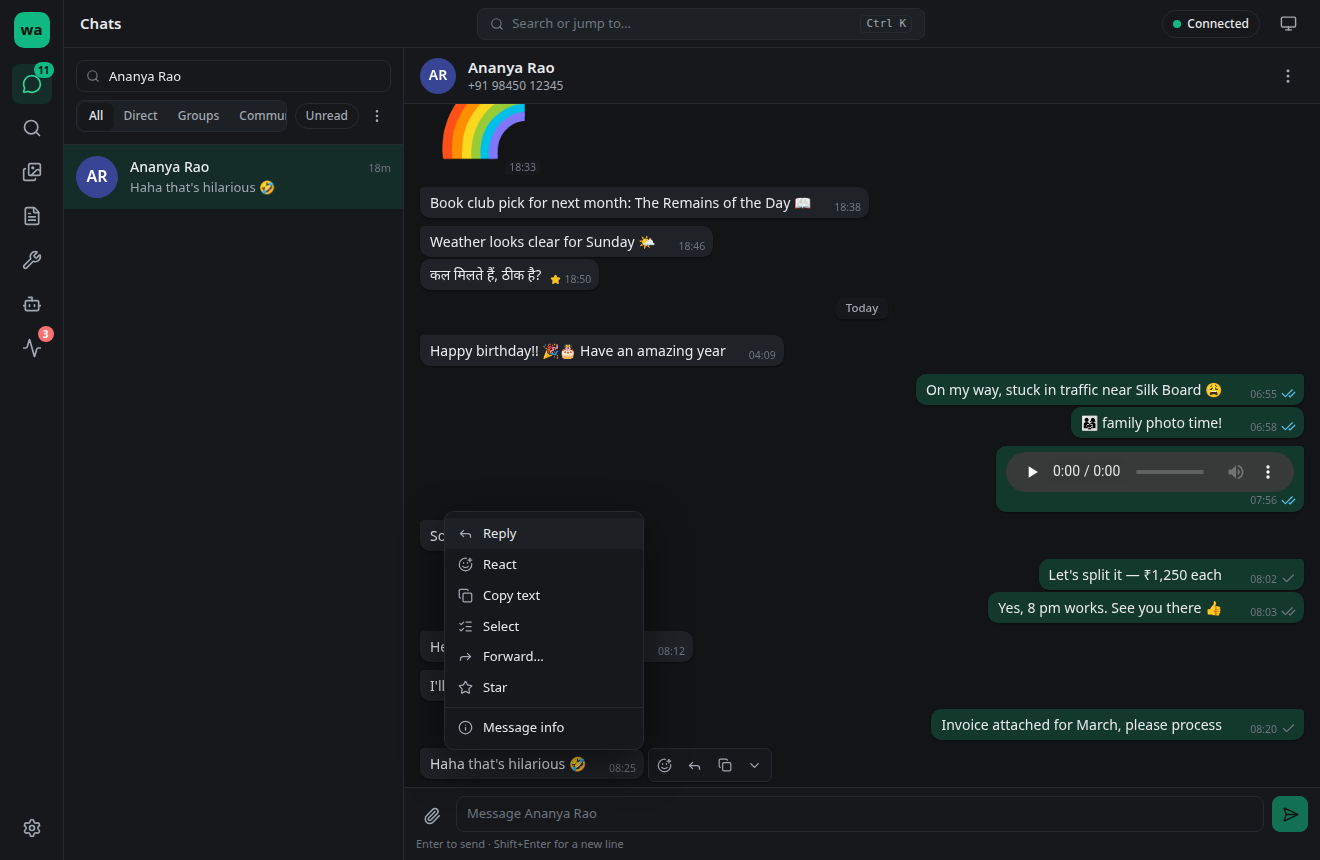 wa
Chats
Search or jump to...
Ctrl K
Connected
11
3
Ananya Rao
All
Direct
Groups
Commu
Unread
AR
Ananya Rao
18m
Haha that's hilarious 🤣
AR
Ananya Rao
+91 98450 12345
18:33
Book club pick for next month: The Remains of the Day 📖 18:38
Weather looks clear for Sunday 🌤️ 18:46
कल मिलते हैं, ठीक है? ⭐ 18:50
Today
Happy birthday!! 🎉🎂 Have an amazing year 04:09
On my way, stuck in traffic near Silk Board 😩 06:55
👨‍👩‍👧‍👦 family photo time! 06:58
0:00 / 0:00
07:56
Reply
React
Copy text
Select
Forward...
Star
Message info
Let's split it — ₹1,250 each 08:02
Yes, 8 pm works. See you there 👍 08:03
08:12
I'll
Invoice attached for March, please process 08:20
Haha that's hilarious 🤣 08:25
Message Ananya Rao
Enter to send · Shift+Enter for a new line